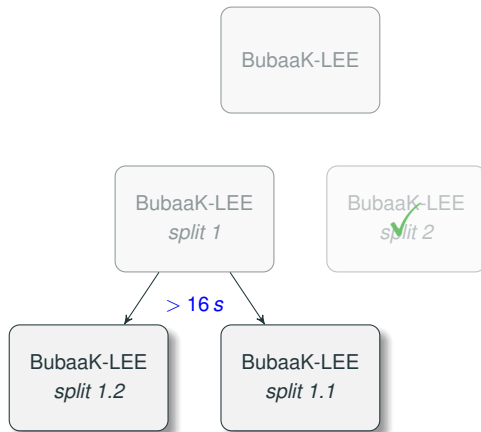 BubaaK-LEE
BubaaK-LEE
split 1
BubaaK-LEE
split 2
> 16 s
BubaaK-LEE
split 1.2
BubaaK-LEE
split 1.1